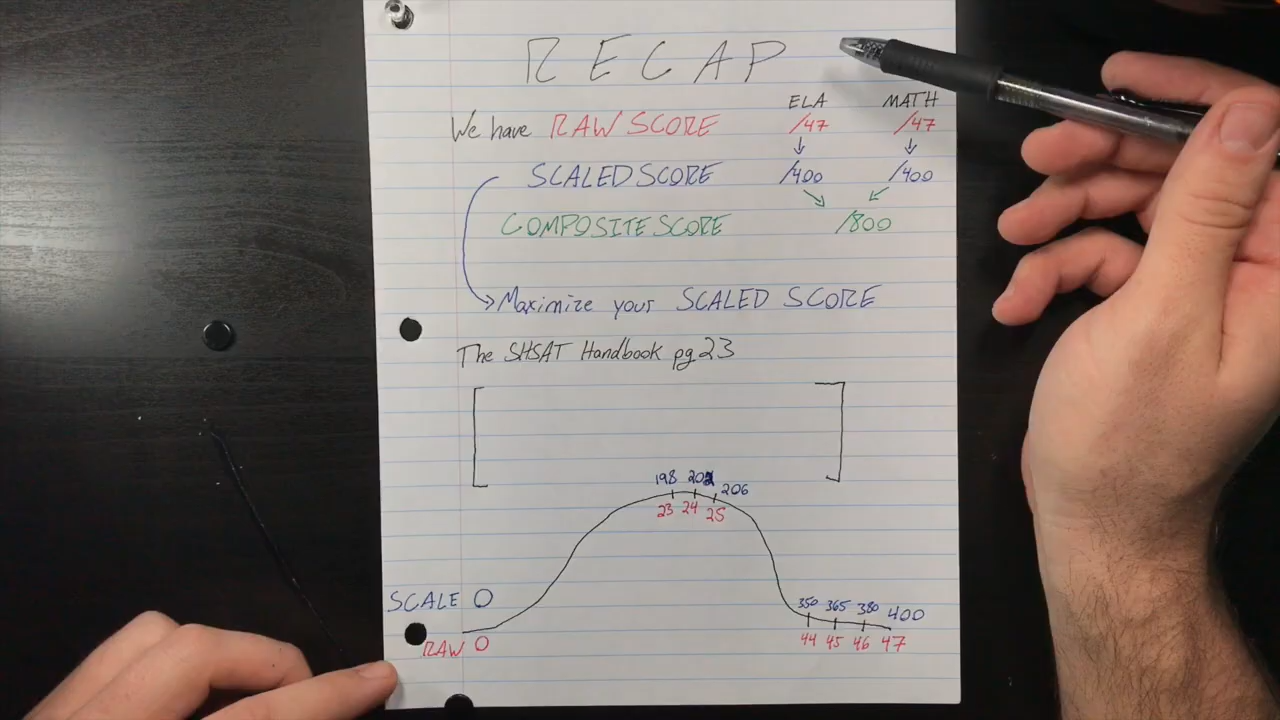 RECAP
ELA MATH
We have RAW SCORE /47 /47
SCALED SCORE /400 /400
COMPOSITE SCORE /800
Maximize your SCALED SCORE
The SHSAT Handbook pg 23
198 202 206
23 24 25
SCALE 0 350 365 380 400
RAW 0 44 45 46 47